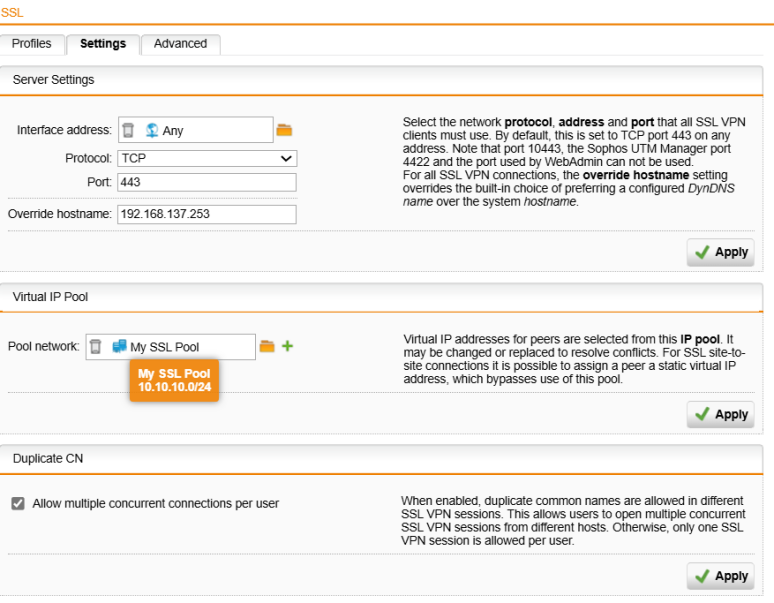 SSL
Profiles Settings Advanced
Server Settings
Interface address: Any
Protocol: TCP
Port: 443
Override hostname: 192.168.137.253
Select the network protocol, address and port that all SSL VPN
clients must use. By default, this is set to TCP port 443 on any
address. Note that port 10443, the Sophos UTM Manager port
4422 and the port used by WebAdmin can not be used.
For all SSL VPN connections, the override hostname setting
overrides the built-in choice of preferring a configured DynDNS
name over the system hostname.
Apply
Virtual IP Pool
Pool network: My SSL Pool
My SSL Pool
10.10.10.0/24
Virtual IP addresses for peers are selected from this IP pool. It
may be changed or replaced to resolve conflicts. For SSL site-to-
site connections it is possible to assign a peer a static virtual IP
address, which bypasses use of this pool.
Apply
Duplicate CN
Allow multiple concurrent connections per user
When enabled, duplicate common names are allowed in different
SSL VPN sessions. This allows users to open multiple concurrent
SSL VPN sessions from different hosts. Otherwise, only one SSL
VPN session is allowed per user.
Apply